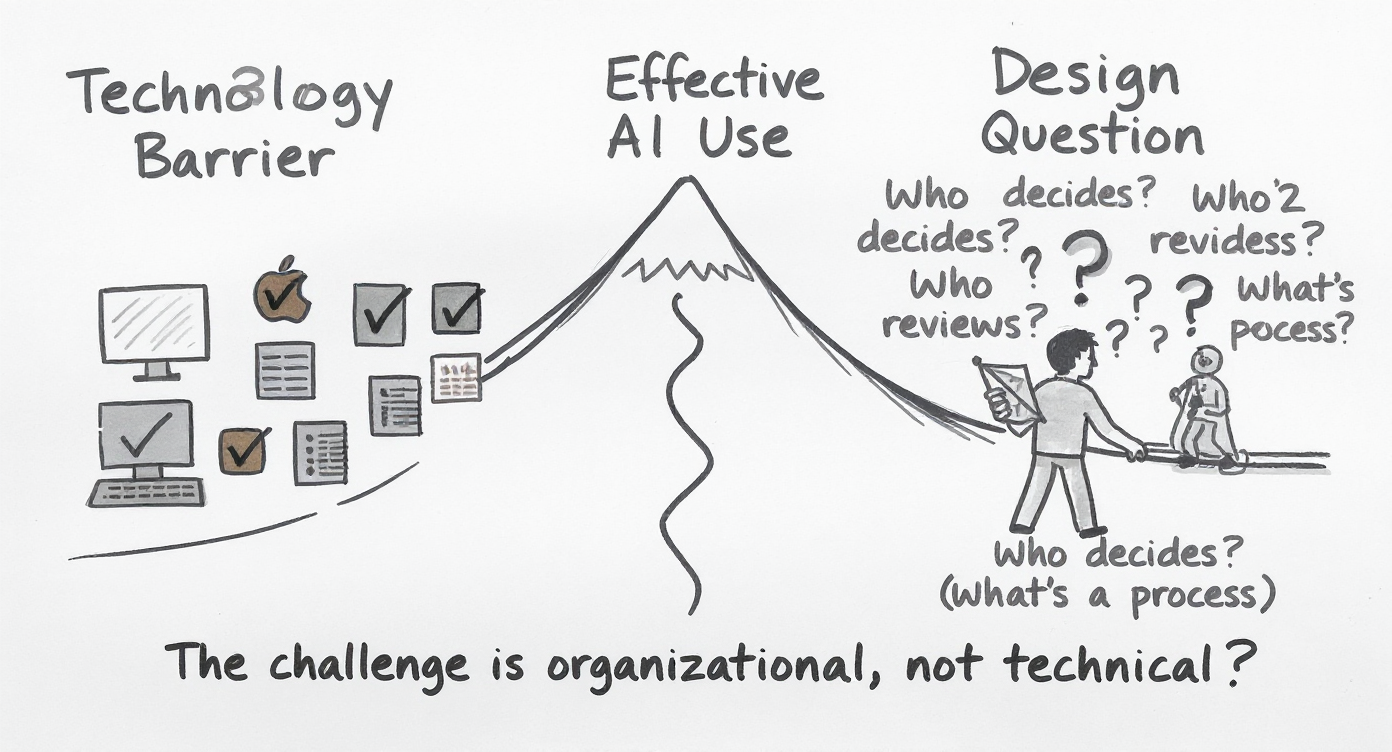 Technology
Barrier
Effective
AI Use
Design
Question
Who decides?
decides?
Who'2
revidess?
Who
reviews?
What's
pocess?
Who decides?
(What's a process)
The challenge is organizational, not technical?